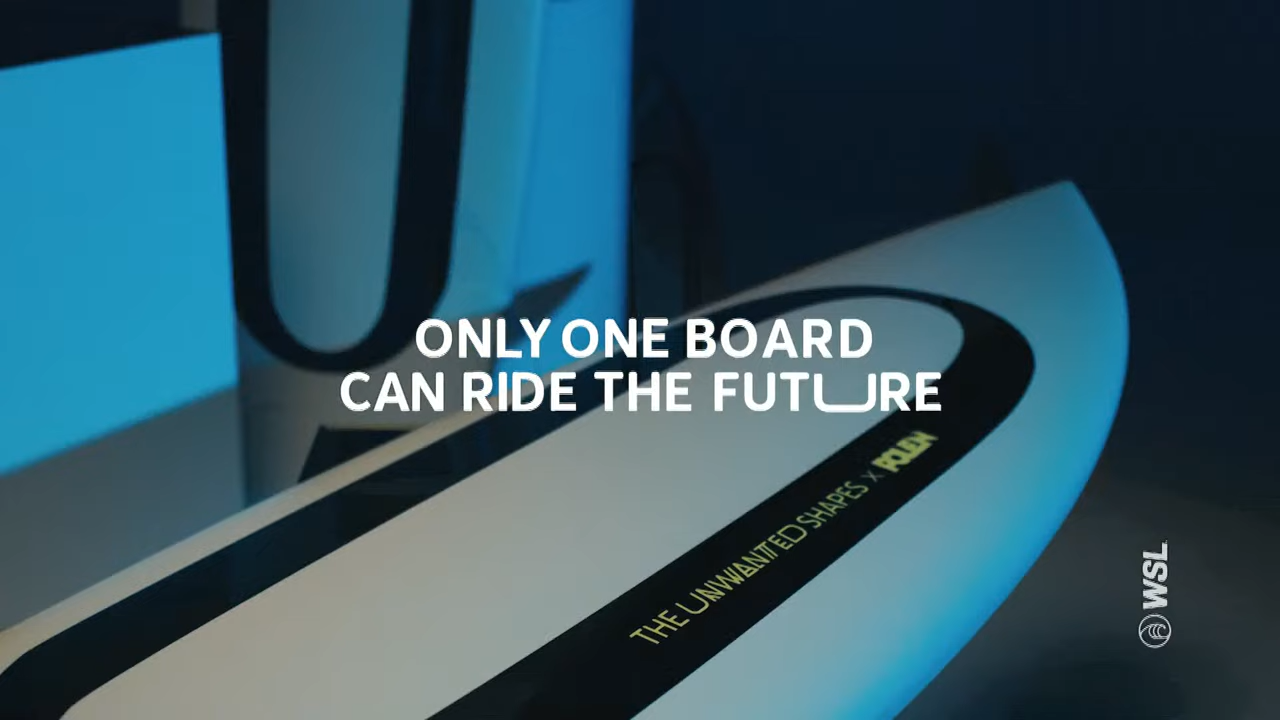 ONLY ONE BOARD
CAN RIDE THE FUTURE
THE UNWANTED SHAPES X POLEN
WSL